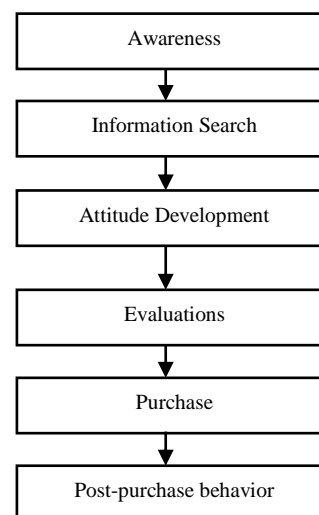 Awareness
Information Search
Attitude Development
Evaluations
Purchase
Post-purchase behavior